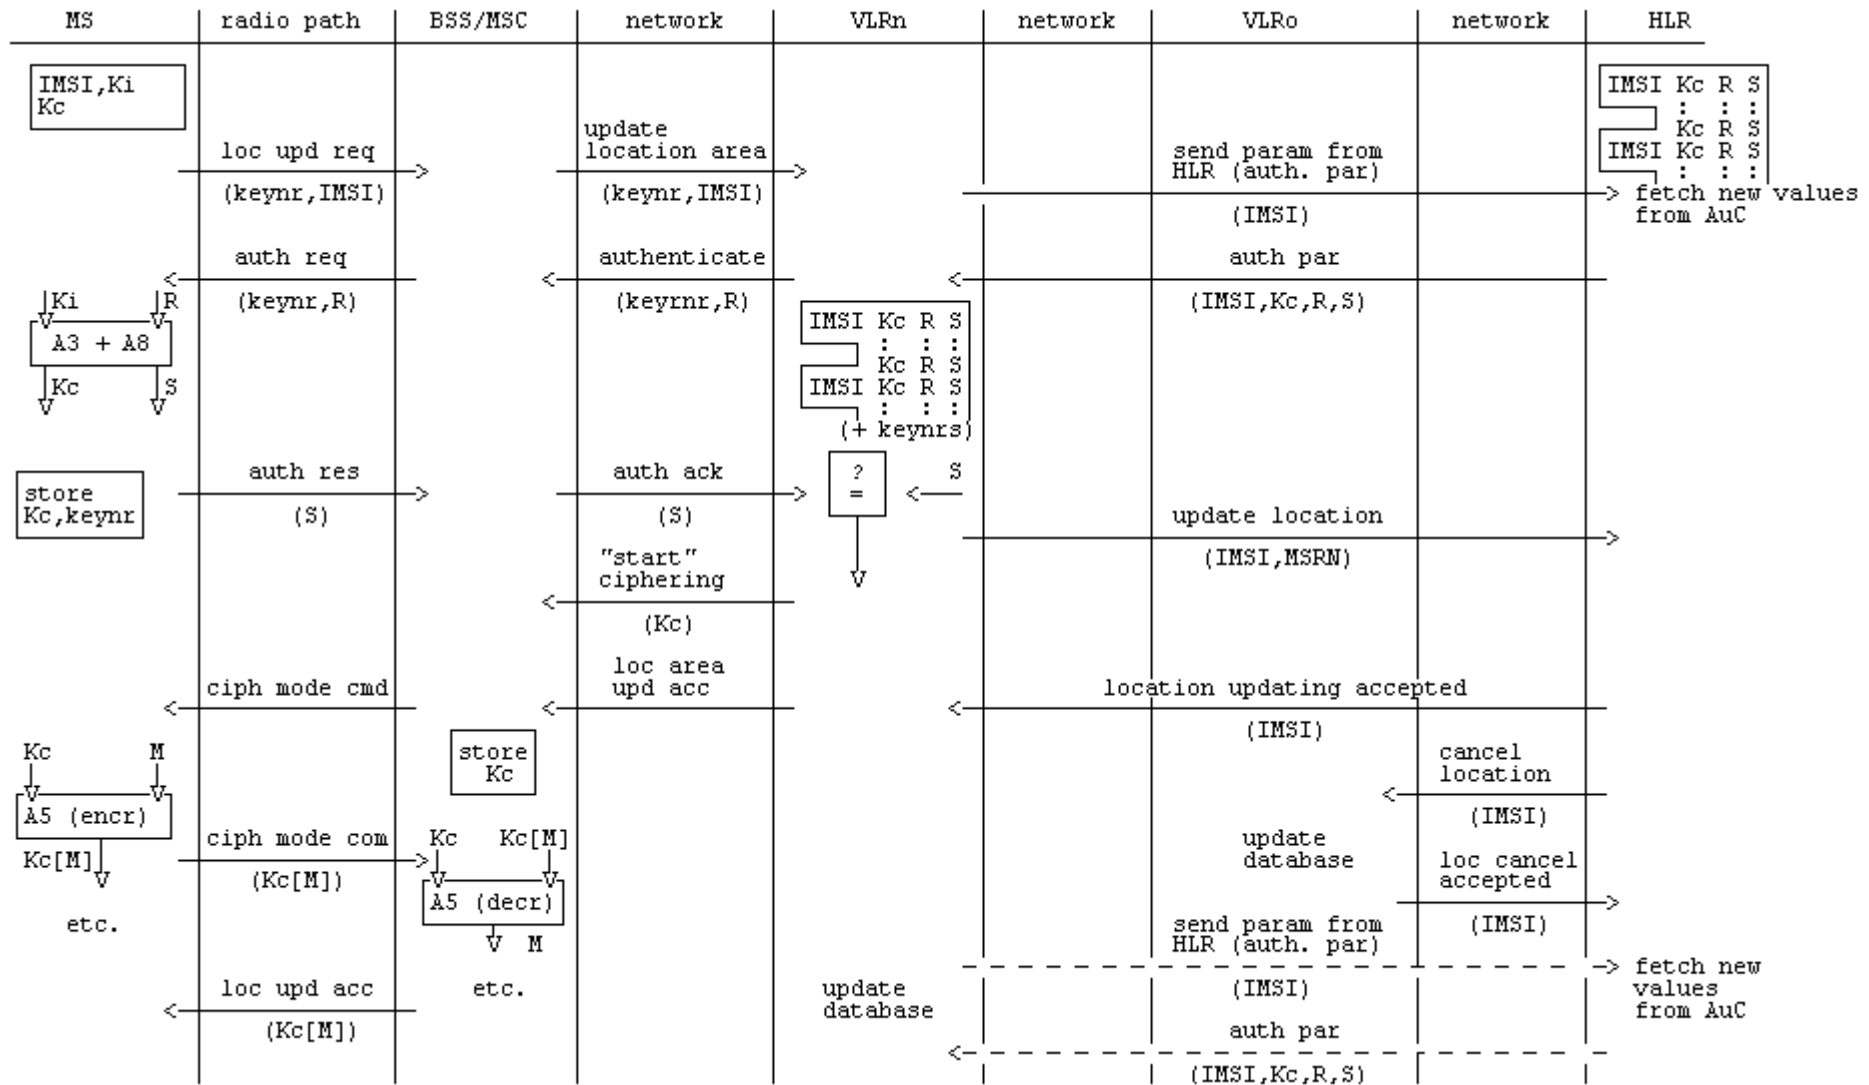 MS radio path BSS/MSC network VLRn network VLRo network HLR
IMSI,Ki IMSI Kc R S
Kc : : :
Kc R S
update
loc upd req location area send param from IMSI Kc R S
HLR (auth. par) : : :
(keynr,IMSI) (keynr,IMSI) fetch new values
(IMSI) from AuC
auth req authenticate auth par
Ki R (keynr,R) (keyrnr,R) (IMSI,Kc,R,S)
IMSI Kc R S
A3 + A8 : : :
Kc R S
Kc S IMSI Kc R S
: : :
(+ keynrs)
auth res auth ack ? S
store =
Kc,keynr (S) (S) update location
"start" (IMSI,MSRN)
ciphering
(Kc)
loc area
ciph mode cmd upd acc location updating accepted
(IMSI)
Kc M store cancel
Kc location
A5 (encr) (IMSI)
ciph mode com Kc Kc[M] update
Kc[M] database loc cancel
(Kc[M]) accepted
A5 (decr)
etc. send param from (IMSI)
M HLR (auth. par)
fetch new
loc upd acc etc. update (IMSI) values
database from AuC
(Kc[M]) auth par
(IMSI,Kc,R,S)